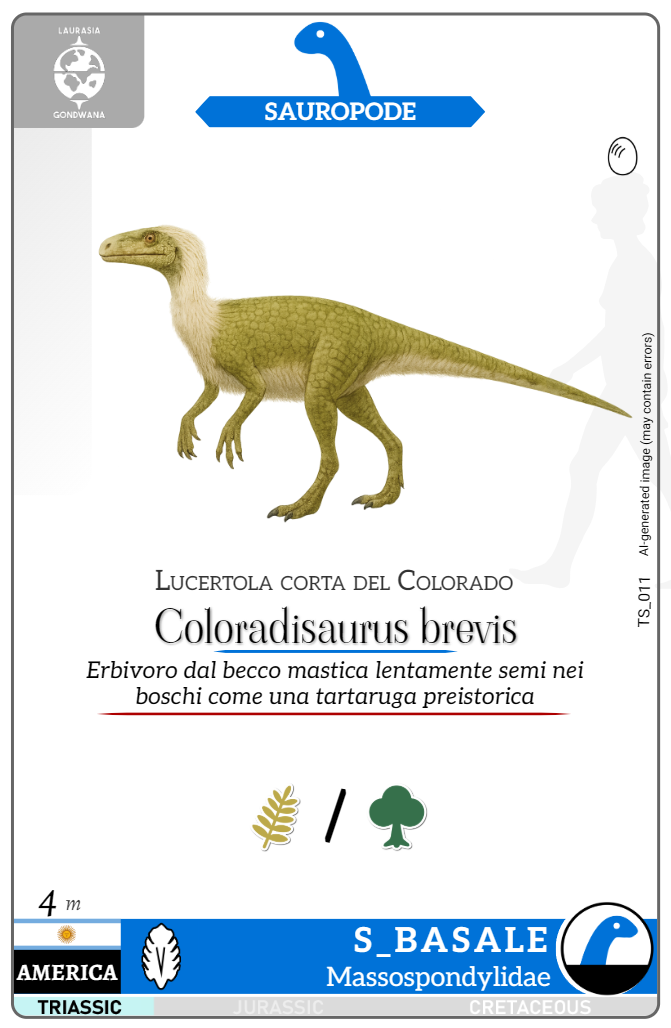 LAURASIA
GONDWANA
SAUROPODE
AI-generated image (may contain errors)
TS_011
Lucertola corta del Colorado
Coloradisaurus brevis
Erbivoro dal becco mastica lentamente semi nei
boschi come una tartaruga preistorica
/
4 m
AMERICA
S_BASALE
Massospondylidae
TRIASSIC JURASSIC CRETACEOUS